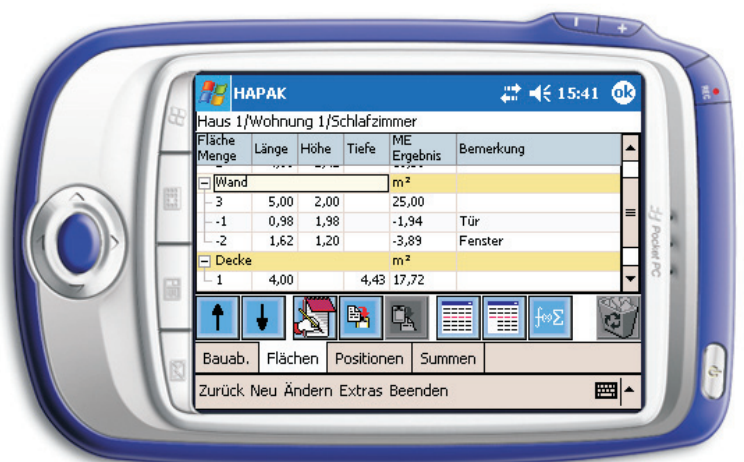 HAPAK 15:41 ok
Haus 1/Wohnung 1/Schlafzimmer
Fläche Menge Länge Höhe Tiefe ME Ergebnis Bemerkung
Wand m²
3 5,00 2,00 25,00
-1 0,98 1,98 -1,94 Tür
-2 1,62 1,20 -3,89 Fenster
Decke m²
1 4,00 4,43 17,72
f∞Σ
Bauab. Flächen Positionen Summen
Zurück Neu Ändern Extras Beenden
REC
Pocket PC